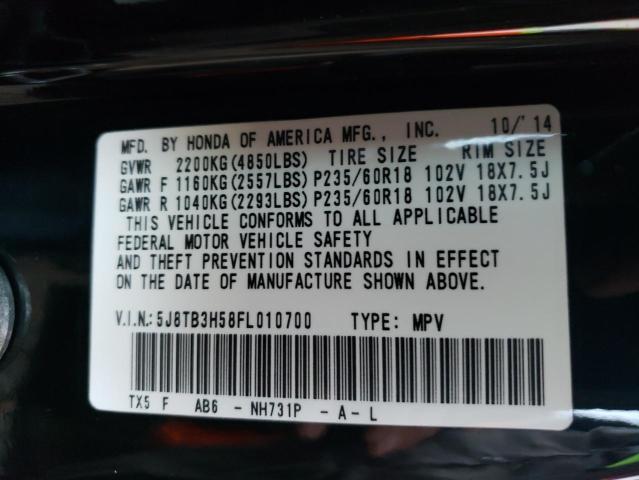 MFD. BY HONDA OF AMERICA MFG., INC. 10/'14
GVWR 2200KG(4850LBS) TIRE SIZE RIM SIZE
GAWR F 1160KG(2557LBS) P235/60R18 102V 18X7.5J
GAWR R 1040KG(2293LBS) P235/60R18 102V 18X7.5J
THIS VEHICLE CONFORMS TO ALL APPLICABLE
FEDERAL MOTOR VEHICLE SAFETY
AND THEFT PREVENTION STANDARDS IN EFFECT
ON THE DATE OF MANUFACTURE SHOWN ABOVE.
V.I.N.: 5J8TB3H58FL010700 TYPE: MPV
TX5 F AB6 - NH731P - A - L